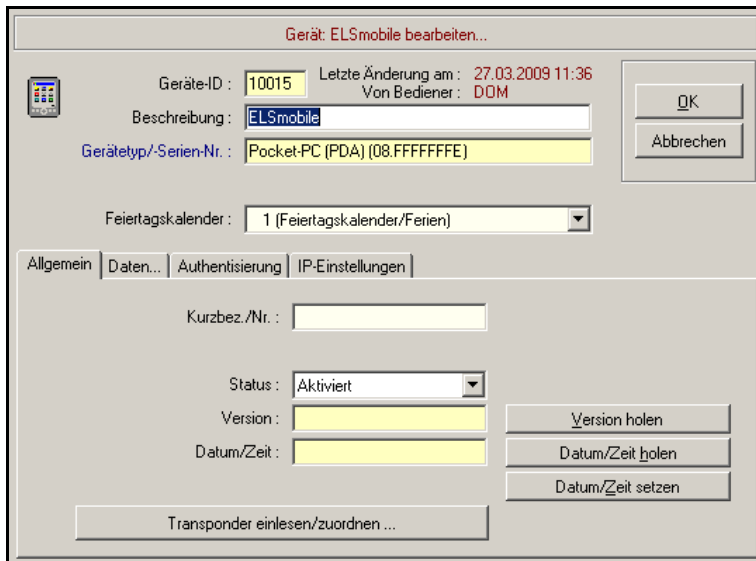 Gerät: ELSmobile bearbeiten...
Geräte-ID : 10015 Letzte Änderung am : 27.03.2009 11:36
Von Bediener : DOM
Beschreibung : ELSmobile
Gerätetyp/-Serien-Nr. : Pocket-PC (PDA) (08.FFFFFFFE)
OK
Abbrechen
Feiertagskalender : 1 (Feiertagskalender/Ferien)
Allgemein Daten... Authentisierung IP-Einstellungen
Kurzbez./Nr. :
Status : Aktiviert
Version : Version holen
Datum/Zeit : Datum/Zeit holen
Datum/Zeit setzen
Transponder einlesen/zuordnen ...